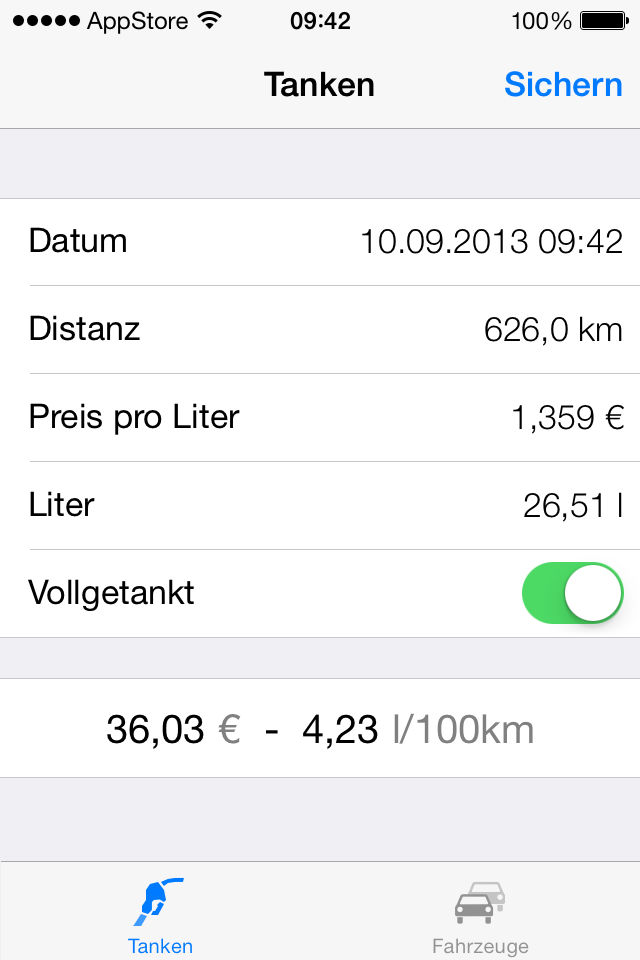 AppStore 09:42 100%
Tanken Sichern
Datum 10.09.2013 09:42
Distanz 626,0 km
Preis pro Liter 1,359 €
Liter 26,51 l
Vollgetankt
36,03 € - 4,23 l/100km
Tanken Fahrzeuge